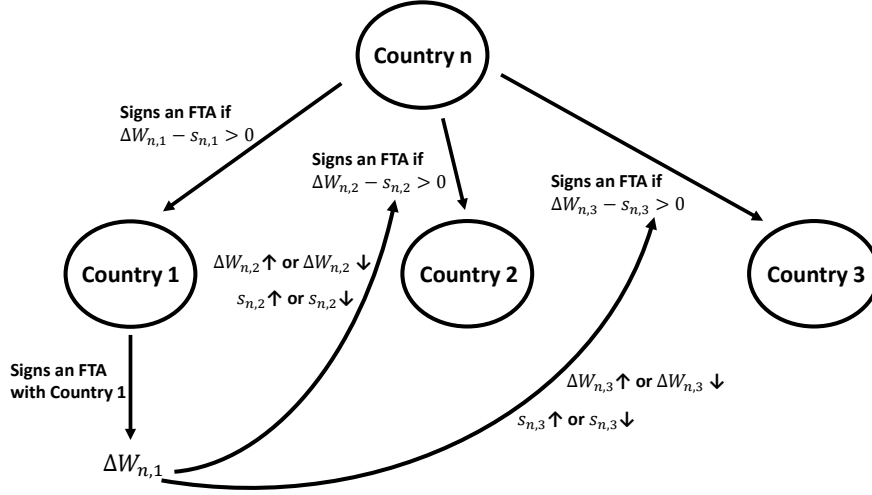 Country n
Signs an FTA if
ΔW_{n,1} − s_{n,1} > 0
Signs an FTA if
ΔW_{n,2} − s_{n,2} > 0
Signs an FTA if
ΔW_{n,3} − s_{n,3} > 0
Country 1
ΔW_{n,2} ↑ or ΔW_{n,2} ↓
s_{n,2} ↑ or s_{n,2} ↓
Country 2
Country 3
Signs an FTA
with Country 1
ΔW_{n,3} ↑ or ΔW_{n,3} ↓
s_{n,3} ↑ or s_{n,3} ↓
ΔW_{n,1}